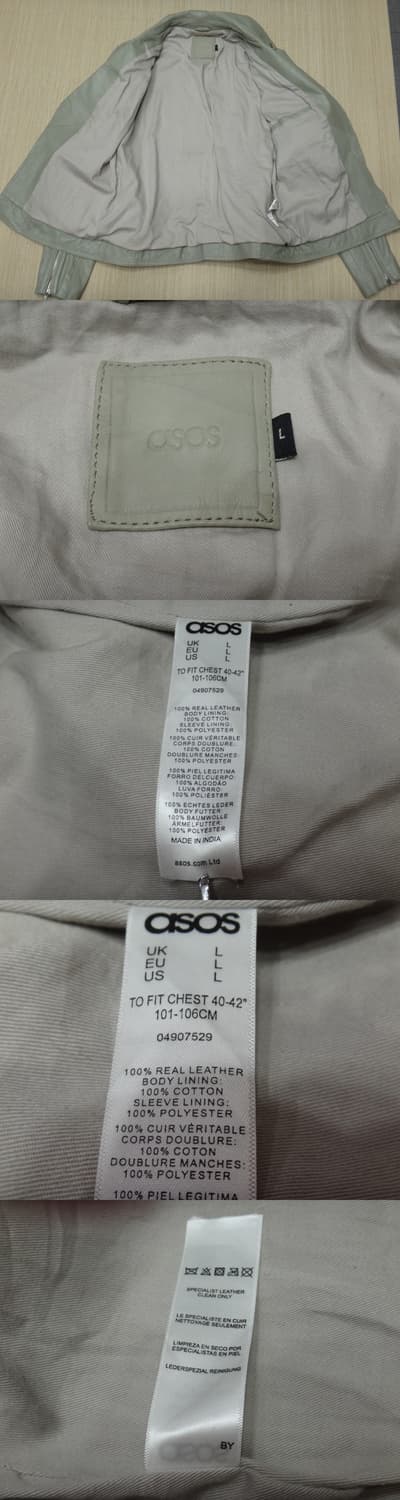 asos
L
asos
UK L
EU L
US L
TO FIT CHEST 40-42"
101-106CM
04907529
100% REAL LEATHER
BODY LINING:
100% COTTON
SLEEVE LINING:
100% POLYESTER
100% CUIR VÉRITABLE
CORPS DOUBLURE:
100% COTON
DOUBLURE MANCHES:
100% POLYESTER
100% PIEL LEGITIMA
FORRO DELCUERPO:
100% ALGODÃO
LUVA FORRO
100% POLIÉSTER
100% ECHTES LEDER
BODY FUTTER:
100% BAUMWOLLE
ÄRMELFUTTER:
100% POLYESTER
MADE IN INDIA
asos.com.Ltd
asos
UK L
EU L
US L
TO FIT CHEST 40-42"
101-106CM
04907529
100% REAL LEATHER
BODY LINING:
100% COTTON
SLEEVE LINING:
100% POLYESTER
100% CUIR VÉRITABLE
CORPS DOUBLURE:
100% COTON
DOUBLURE MANCHES:
100% POLYESTER
100% PIEL LEGITIMA
SPECIALIST LEATHER
CLEAN ONLY
LE SPECIALISTE EN CUIR
NETTOYAGE SEULEMENT
LIMPIEZA EN SECO POR
ESPECIALISTAS EN PIEL
LEDERSPEZIAL REINIGUNG
BY